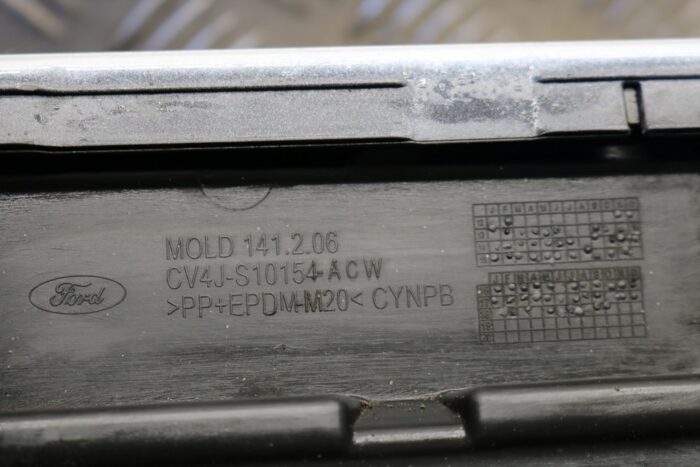 MOLD 141.2.06
CV4J-S10154-ACW
>PP+EPDM-M20< CYNPB
Ford
J F M A M J J A S O N D
J F M A M J J A S O N D